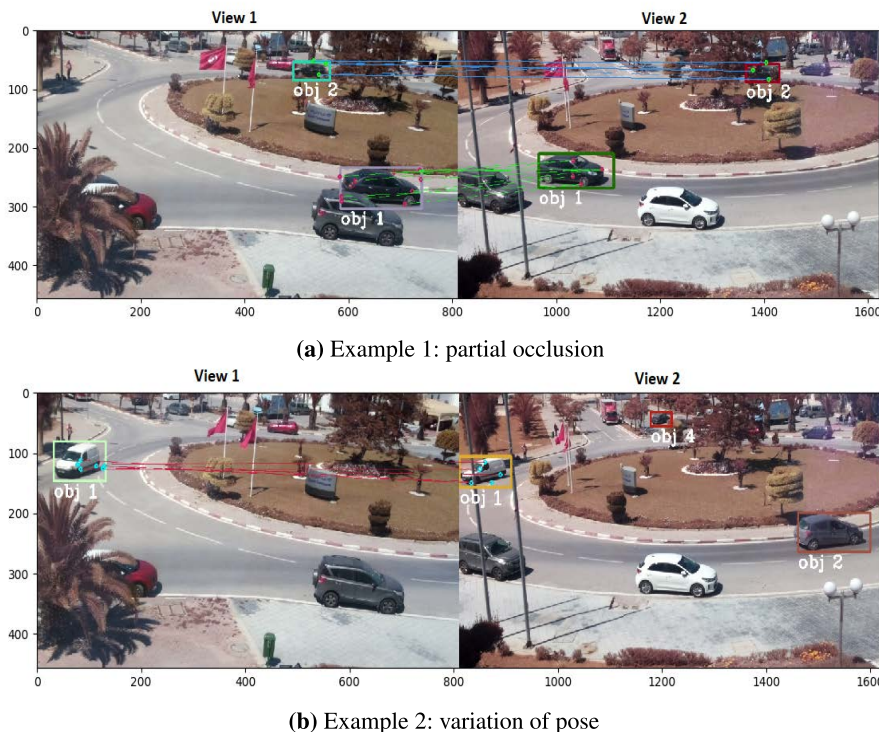 View 1 View 2
0
100
200
300
400
obj 2
obj 1
obj 2
obj 1
0 200 400 600 800 1000 1200 1400 1600
(a) Example 1: partial occlusion
View 1 View 2
0
100
200
300
400
obj 1
obj 1
obj 4
obj 2
0 200 400 600 800 1000 1200 1400 1600
(b) Example 2: variation of pose